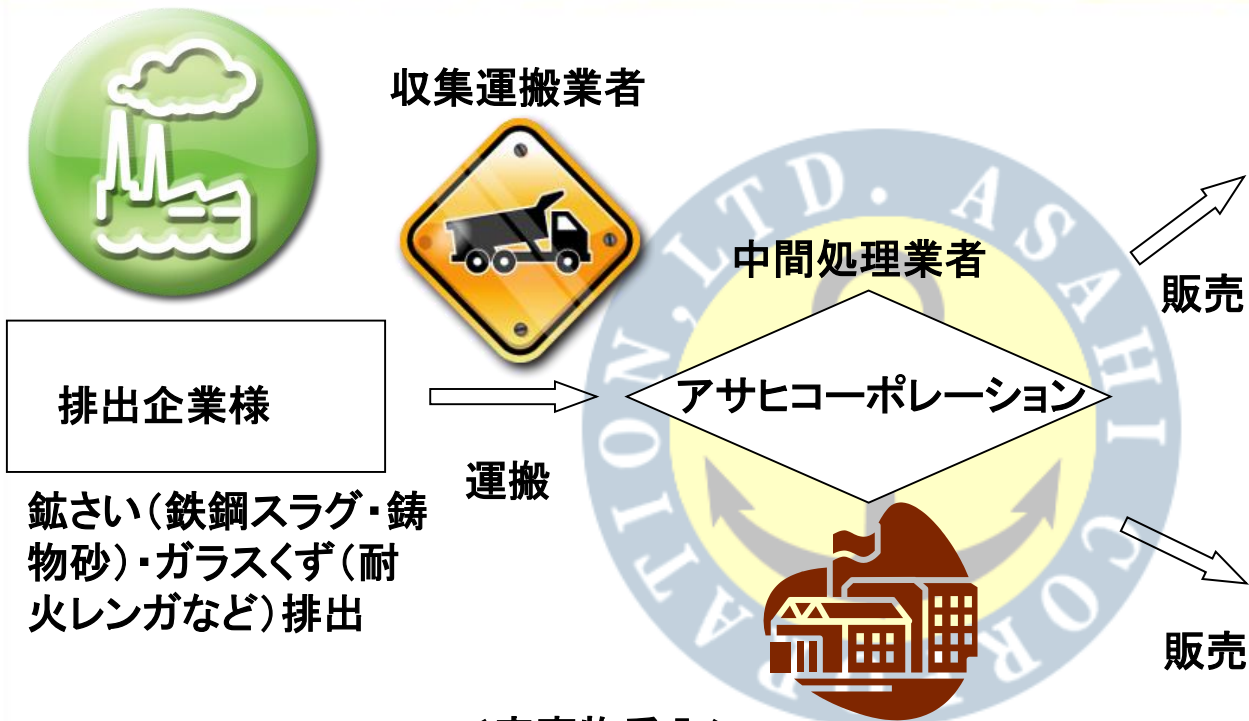 収集運搬業者
中間処理業者
販売
排出企業様
アサヒコーポレーション
運搬
鉱さい（鉄鋼スラグ・鋳
物砂）・ガラスくず（耐
火レンガなど）排出
販売
ASAHI CORPORATION,LTD.